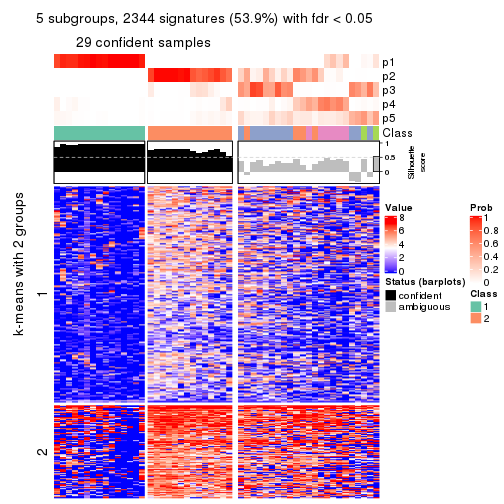 5 subgroups, 2344 signatures (53.9%) with fdr < 0.05
29 confident samples
p1
p2
p3
p4
p5
Class
1
0.5
0
Silhouette
score
k-means with 2 groups
1
2
Value
8
6
4
2
0
Status (barplots)
confident
ambiguous
Prob
1
0.8
0.6
0.4
0.2
0
Class
1
2